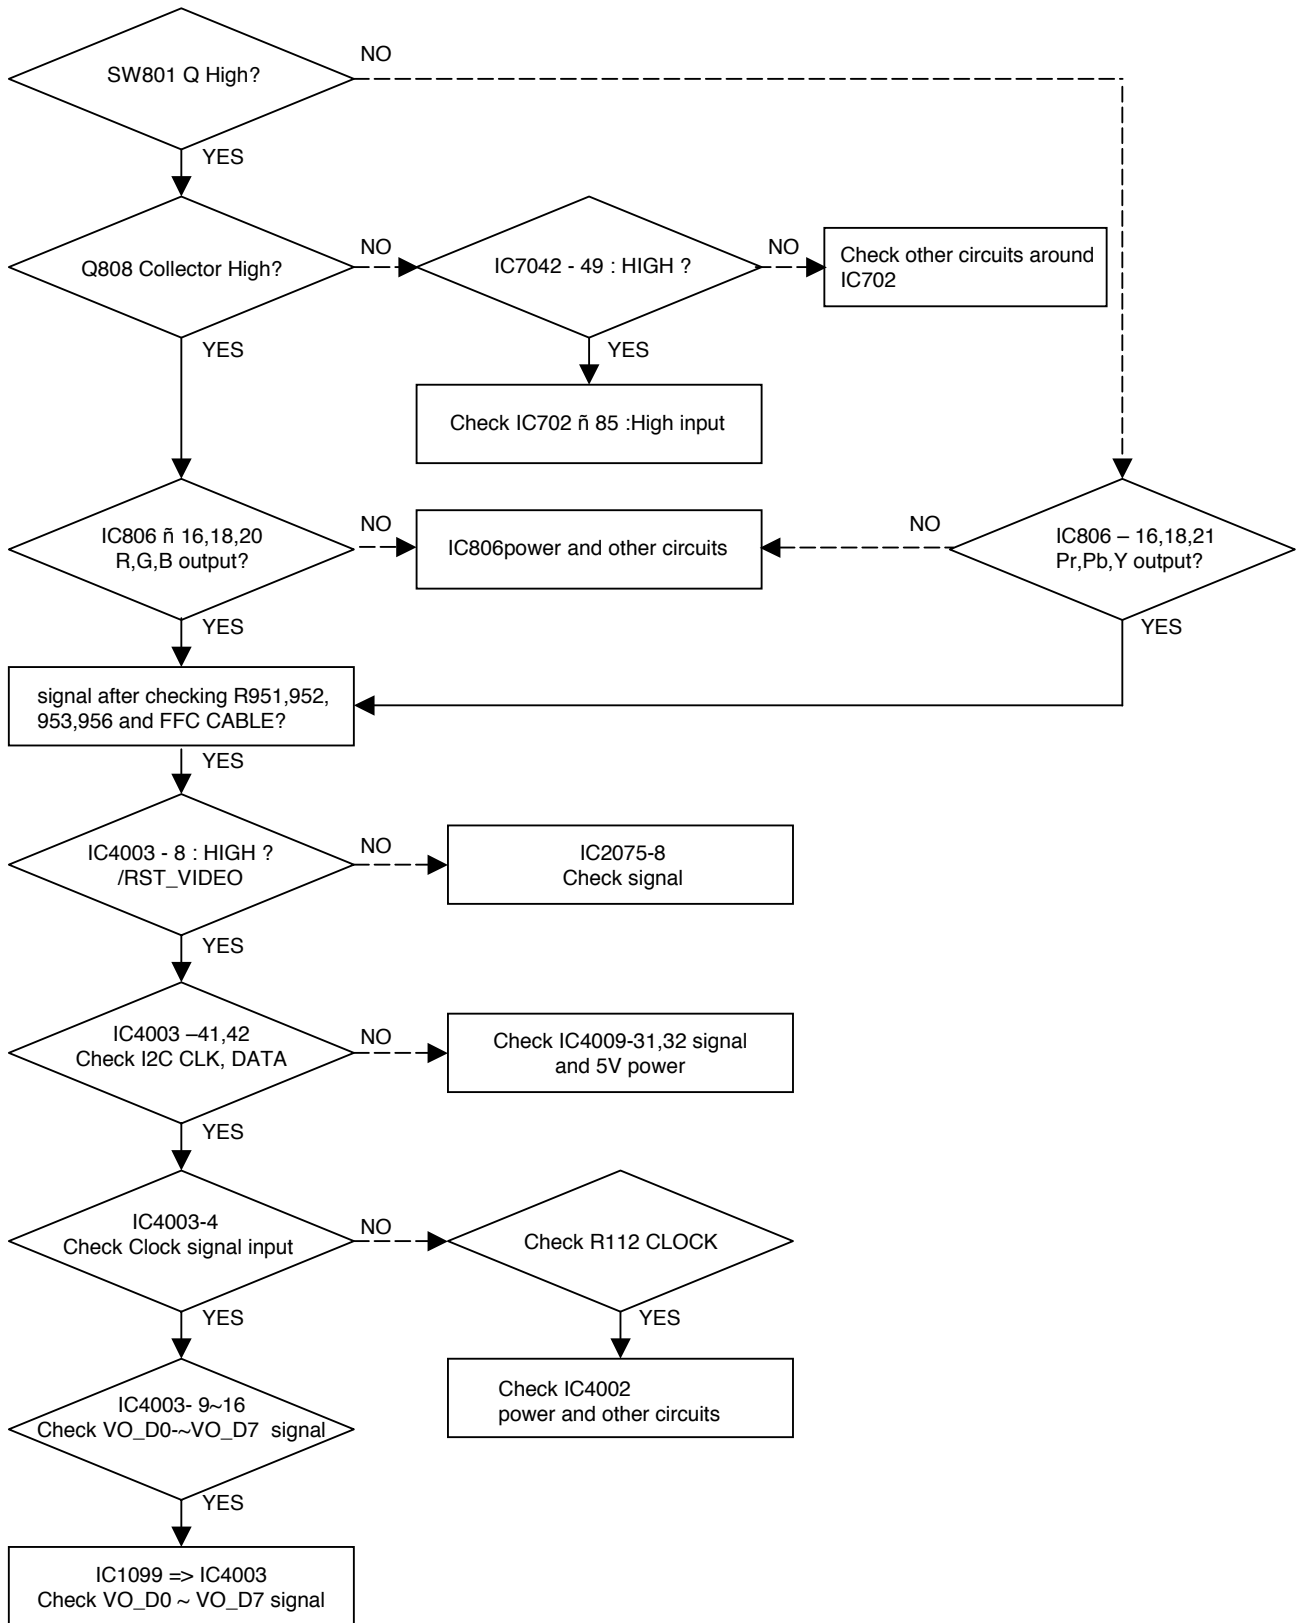 SW801 Q High?
NO
YES
Q808 Collector High?
NO
IC7042 - 49 : HIGH ?
NO
Check other circuits around
IC702
YES
YES
Check IC702 ñ 85 :High input
IC806 ñ 16,18,20
R,G,B output?
NO
IC806power and other circuits
NO
IC806 – 16,18,21
Pr,Pb,Y output?
YES
YES
signal after checking R951,952,
953,956 and FFC CABLE?
YES
IC4003 - 8 : HIGH ?
/RST_VIDEO
NO
IC2075-8
Check signal
YES
IC4003 –41,42
Check I2C CLK, DATA
NO
Check IC4009-31,32 signal
and 5V power
YES
IC4003-4
Check Clock signal input
NO
Check R112 CLOCK
YES
YES
Check IC4002
power and other circuits
IC4003- 9~16
Check VO_D0-~VO_D7 signal
YES
IC1099 => IC4003
Check VO_D0 ~ VO_D7 signal